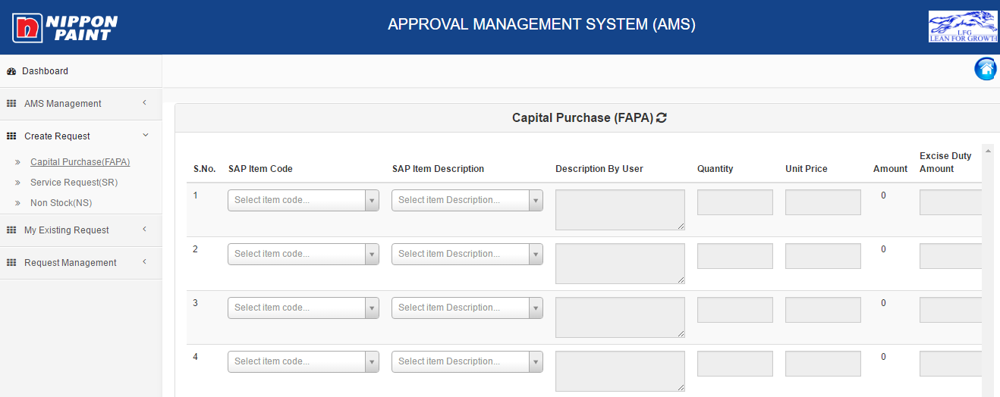 n NIPPON
PAINT
APPROVAL MANAGEMENT SYSTEM (AMS)
LFG
LEAN FOR GROWTH
Dashboard
AMS Management
Create Request
» Capital Purchase(FAPA)
» Service Request(SR)
» Non Stock(NS)
My Existing Request
Request Management
Capital Purchase (FAPA)
S.No. SAP Item Code SAP Item Description Description By User Quantity Unit Price Amount Excise Duty
Amount
1 Select item code... Select item Description... 0
2 Select item code... Select item Description... 0
3 Select item code... Select item Description... 0
4 Select item code... Select item Description... 0